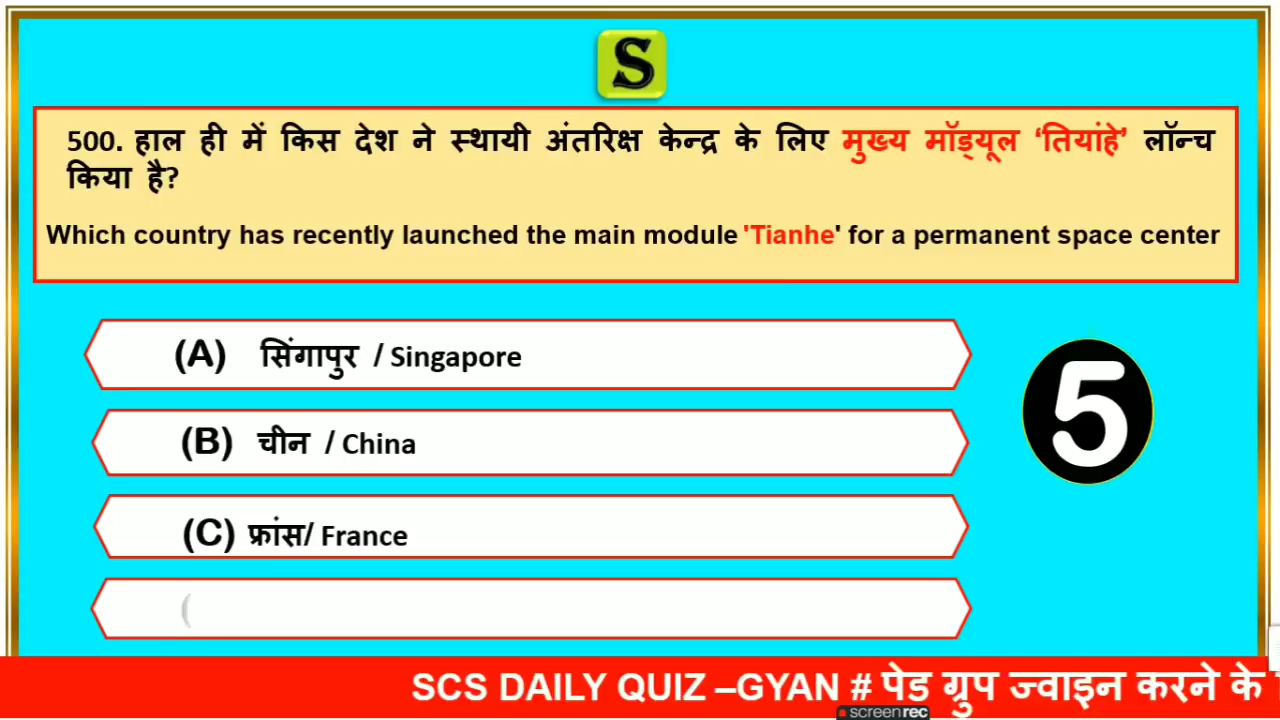 S
500. हाल ही में किस देश ने स्थायी अंतरिक्ष केन्द्र के लिए मुख्य मॉड्यूल ‘तियांहे’ लॉन्च
किया है?
Which country has recently launched the main module 'Tianhe' for a permanent space center
(A) सिंगापुर / Singapore
(B) चीन / China
(C) फ्रांस/ France
(
5
SCS DAILY QUIZ –GYAN # पेड ग्रुप ज्वाइन करने के
screenrec